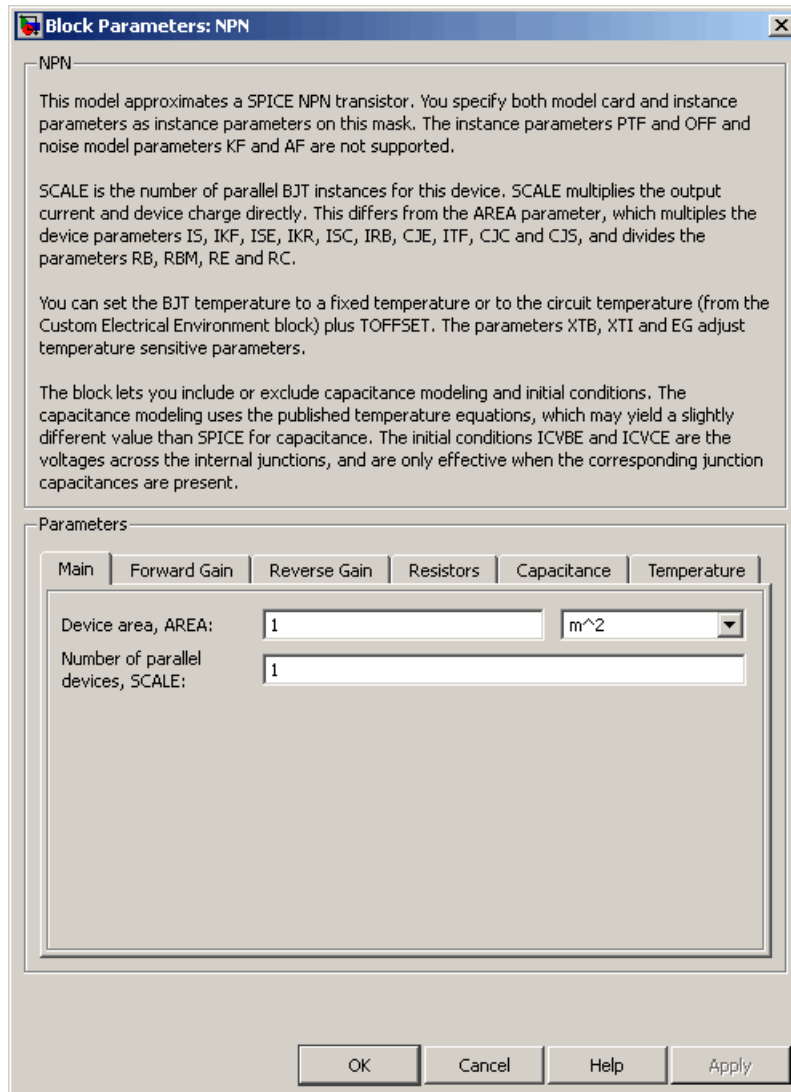 Block Parameters: NPN
NPN
This model approximates a SPICE NPN transistor. You specify both model card and instance
parameters as instance parameters on this mask. The instance parameters PTF and OFF and
noise model parameters KF and AF are not supported.
SCALE is the number of parallel BJT instances for this device. SCALE multiplies the output
current and device charge directly. This differs from the AREA parameter, which multiples the
device parameters IS, IKF, ISE, IKR, ISC, IRB, CJE, ITF, CJC and CJS, and divides the
parameters RB, RBM, RE and RC.
You can set the BJT temperature to a fixed temperature or to the circuit temperature (from the
Custom Electrical Environment block) plus TOFFSET. The parameters XTB, XTI and EG adjust
temperature sensitive parameters.
The block lets you include or exclude capacitance modeling and initial conditions. The
capacitance modeling uses the published temperature equations, which may yield a slightly
different value than SPICE for capacitance. The initial conditions ICVBE and ICVCE are the
voltages across the internal junctions, and are only effective when the corresponding junction
capacitances are present.
Parameters
Main Forward Gain Reverse Gain Resistors Capacitance Temperature
Device area, AREA: 1 m^2
Number of parallel
devices, SCALE: 1
OK Cancel Help Apply